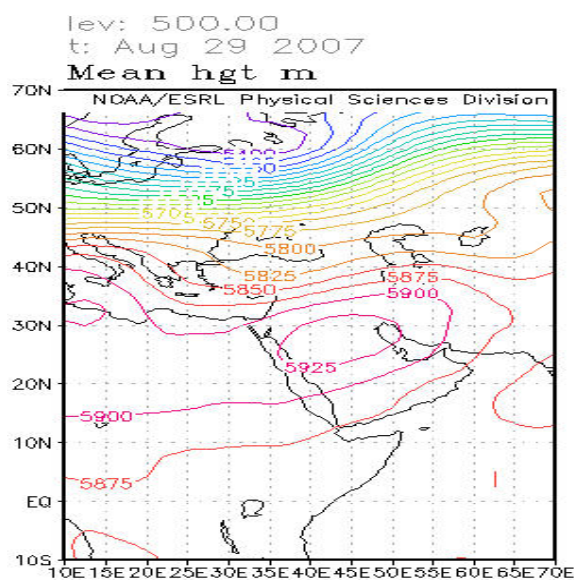 lev: 500.00
t: Aug 29 2007
Mean hgt m
NOAA/ESRL Physical Sciences Division
70N
60N
50N
40N
30N
20N
10N
EQ
10S
5775
5800
5825
5850
5875
5900
5925
5900
5875
10E 15E 20E 25E 30E 35E 40E 45E 50E 55E 60E 65E 70E